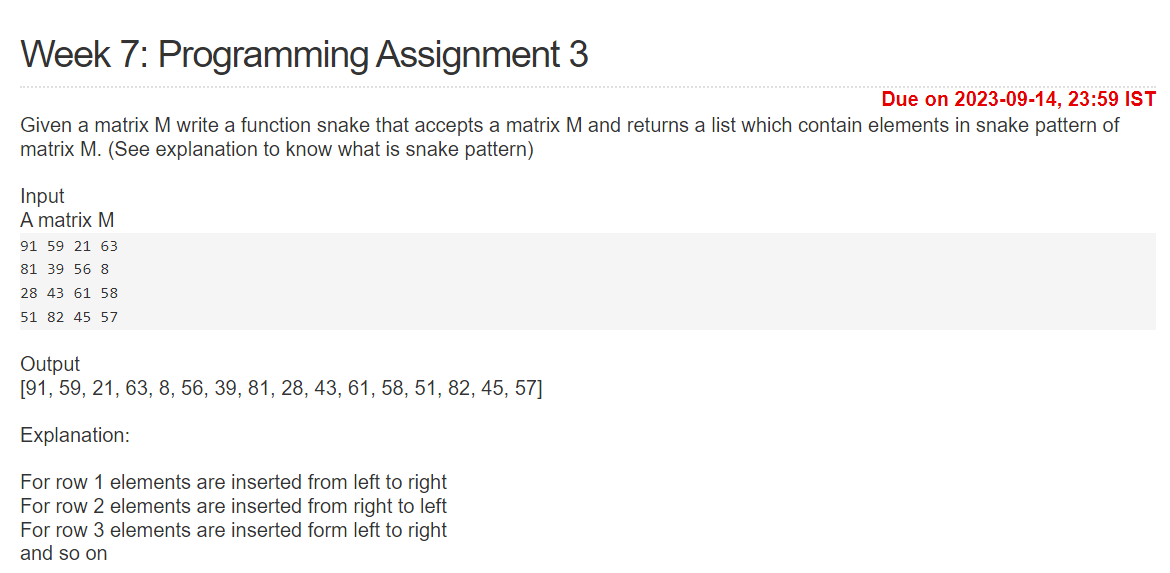 Week 7: Programming Assignment 3
Due on 2023-09-14, 23:59 IST
Given a matrix M write a function snake that accepts a matrix M and returns a list which contain elements in snake pattern of
matrix M. (See explanation to know what is snake pattern)
Input
A matrix M
91 59 21 63
81 39 56 8
28 43 61 58
51 82 45 57
Output
[91, 59, 21, 63, 8, 56, 39, 81, 28, 43, 61, 58, 51, 82, 45, 57]
Explanation:
For row 1 elements are inserted from left to right
For row 2 elements are inserted from right to left
For row 3 elements are inserted form left to right
and so on